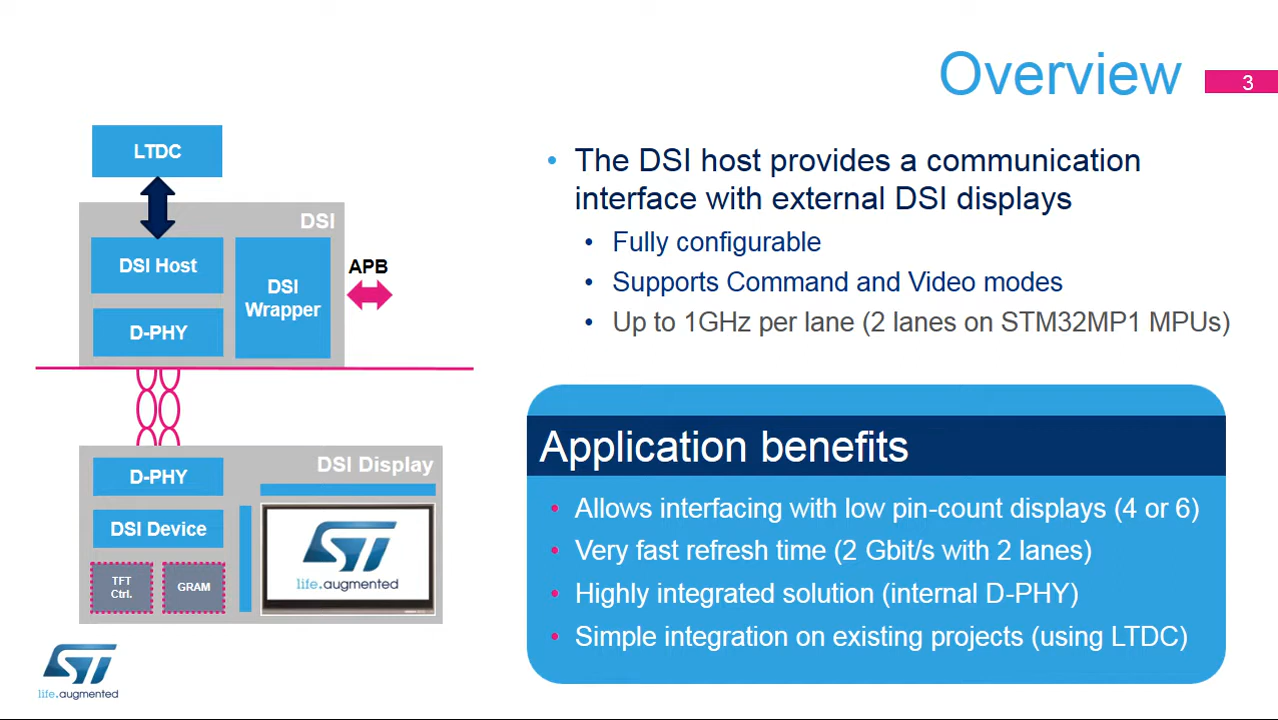 Overview
3
LTDC
DSI
DSI Host
DSI
Wrapper
APB
D-PHY
D-PHY
DSI Display
DSI Device
TFT
Ctrl.
GRAM
ST
life.augmented
ST
life.augmented
• The DSI host provides a communication
interface with external DSI displays
• Fully configurable
• Supports Command and Video modes
• Up to 1GHz per lane (2 lanes on STM32MP1 MPUs)
Application benefits
• Allows interfacing with low pin-count displays (4 or 6)
• Very fast refresh time (2 Gbit/s with 2 lanes)
• Highly integrated solution (internal D-PHY)
• Simple integration on existing projects (using LTDC)